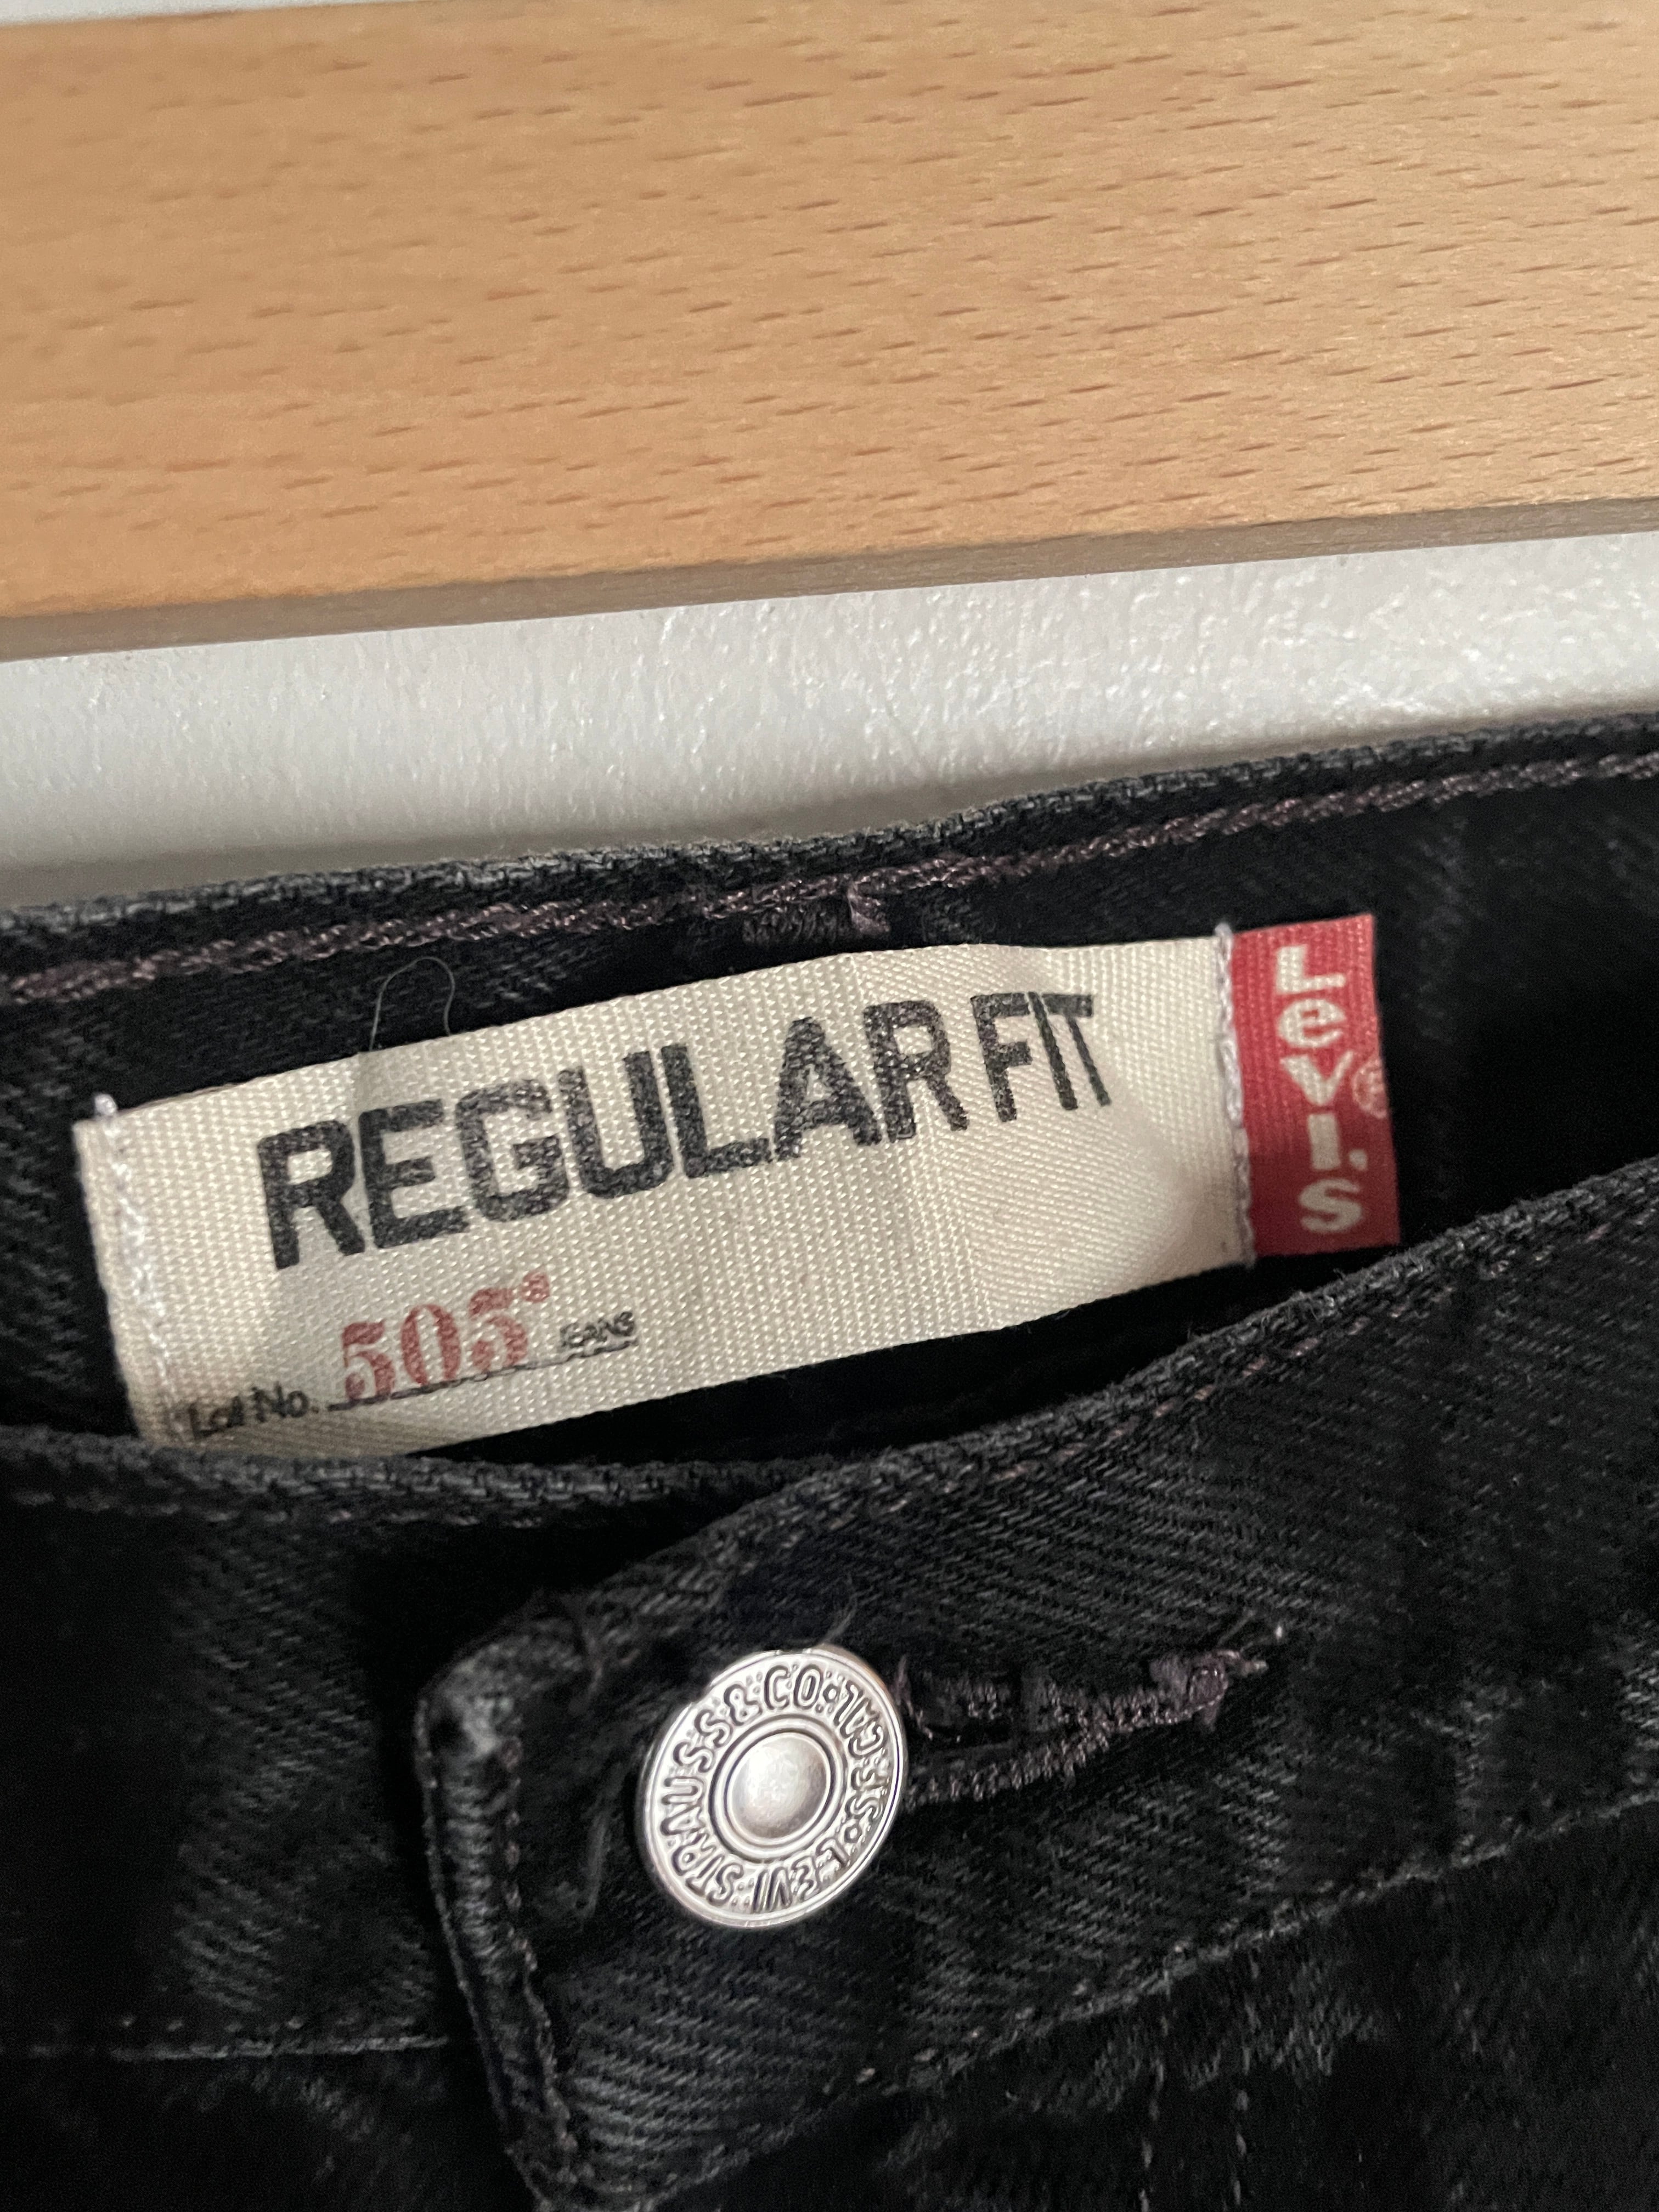 REGULAR FIT
Levi's®
Lot No. 505® JEANS
LEVI STRAUSS & CO. S.F. CAL.